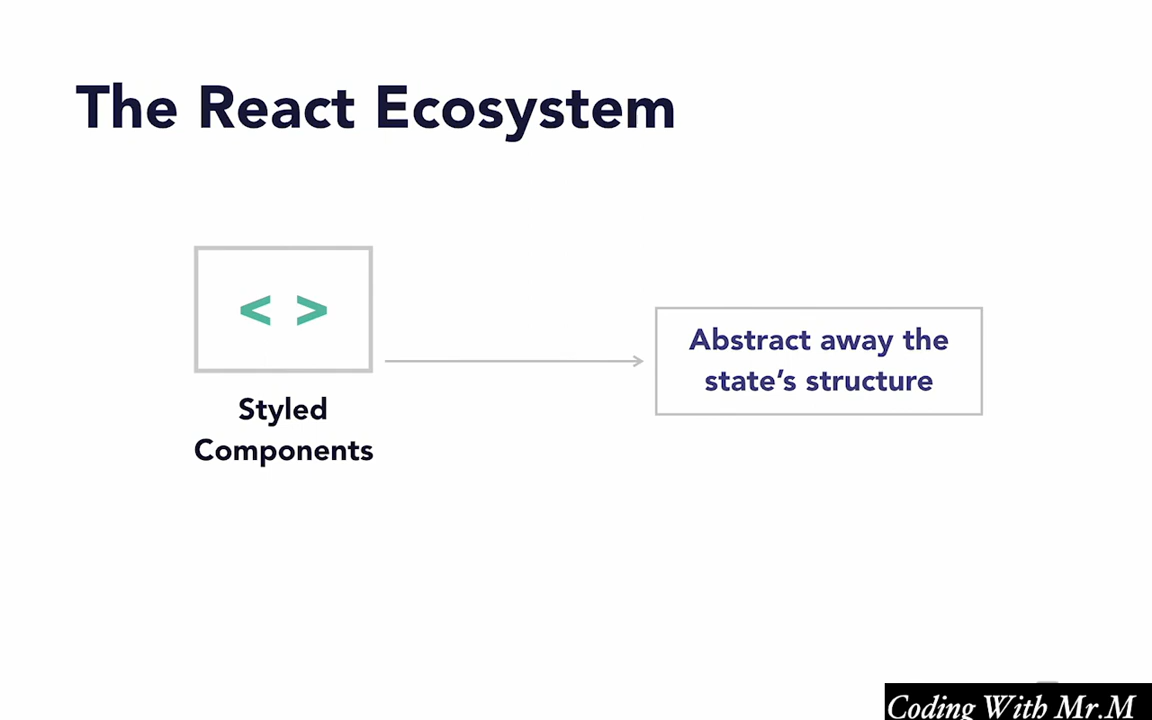 The React Ecosystem
< >
Styled
Components
Abstract away the
state's structure
Coding With Mr.M